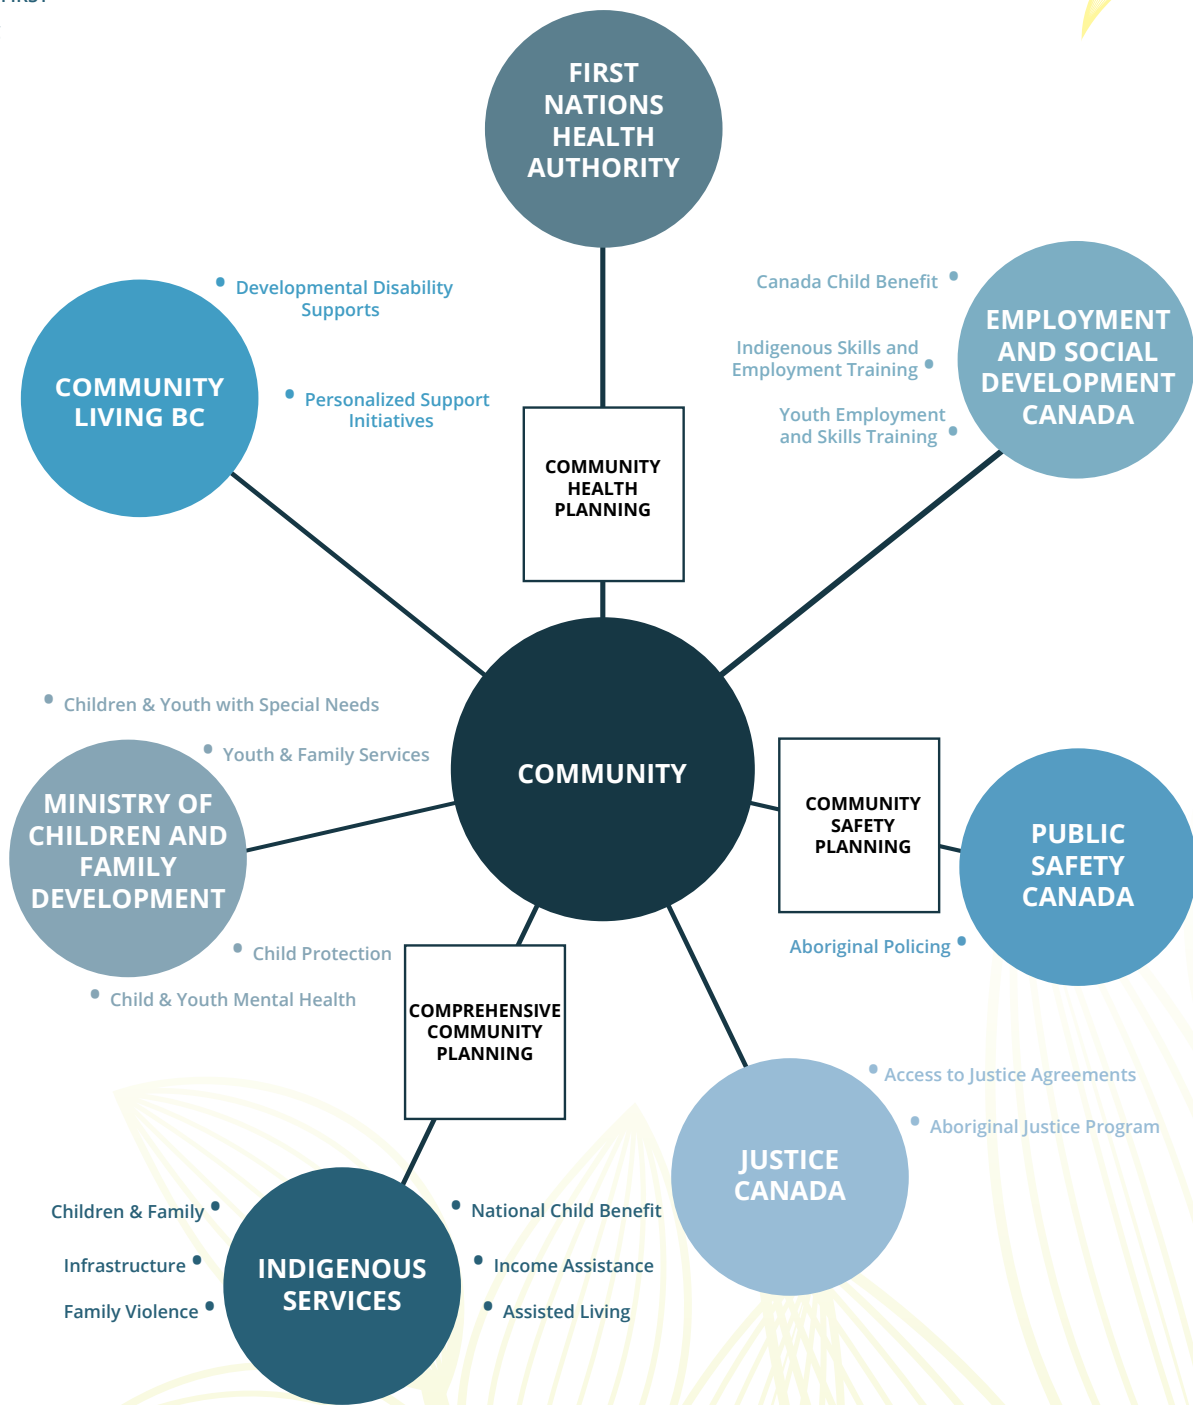 FIRST
FIRST
NATIONS
HEALTH
AUTHORITY
Developmental Disability
Supports
Personalized Support
Initiatives
COMMUNITY
LIVING BC
Canada Child Benefit
Indigenous Skills and
Employment Training
Youth Employment
and Skills Training
EMPLOYMENT
AND SOCIAL
DEVELOPMENT
CANADA
COMMUNITY
HEALTH
PLANNING
Children & Youth with Special Needs
Youth & Family Services
MINISTRY OF
CHILDREN AND
FAMILY
DEVELOPMENT
Child Protection
Child & Youth Mental Health
COMMUNITY
COMMUNITY
SAFETY
PLANNING
PUBLIC
SAFETY
CANADA
Aboriginal Policing
COMPREHENSIVE
COMMUNITY
PLANNING
Access to Justice Agreements
Aboriginal Justice Program
JUSTICE
CANADA
Children & Family
Infrastructure
Family Violence
INDIGENOUS
SERVICES
National Child Benefit
Income Assistance
Assisted Living